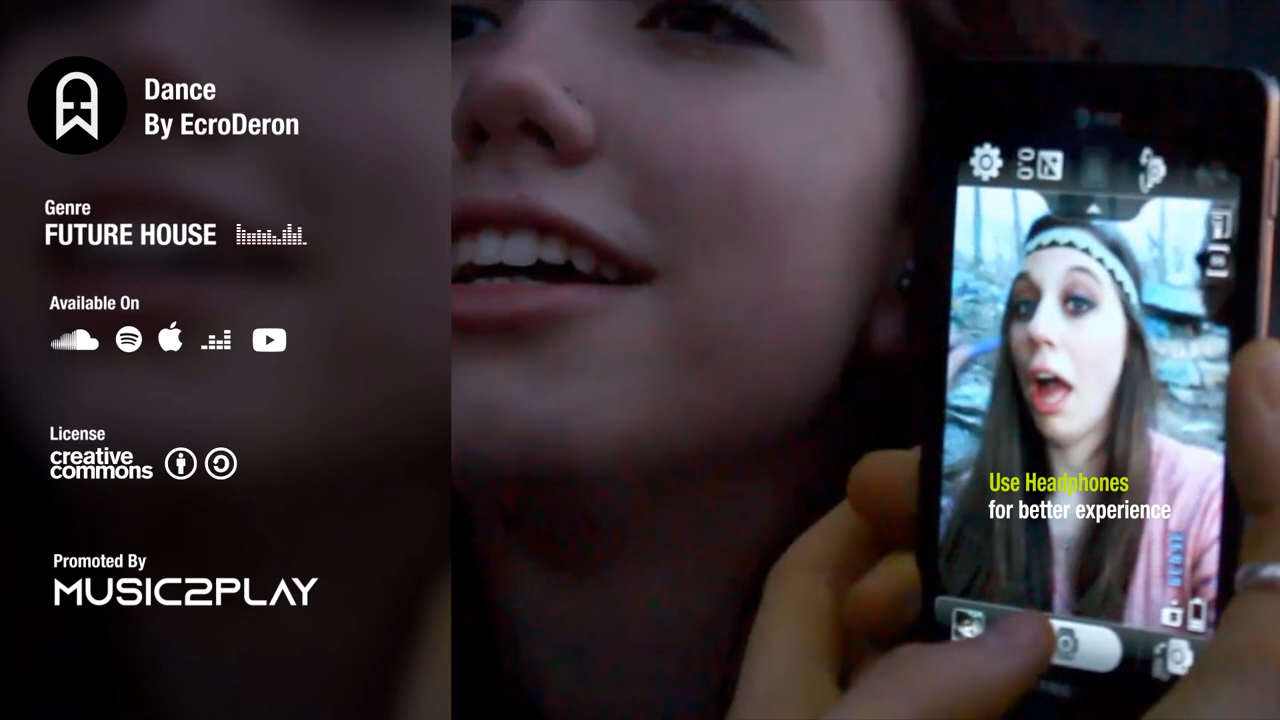 Dance
By EcroDeron
Genre
FUTURE HOUSE
Available On
License
creative
commons
Promoted By
MUSIC2PLAY
Use Headphones
for better experience